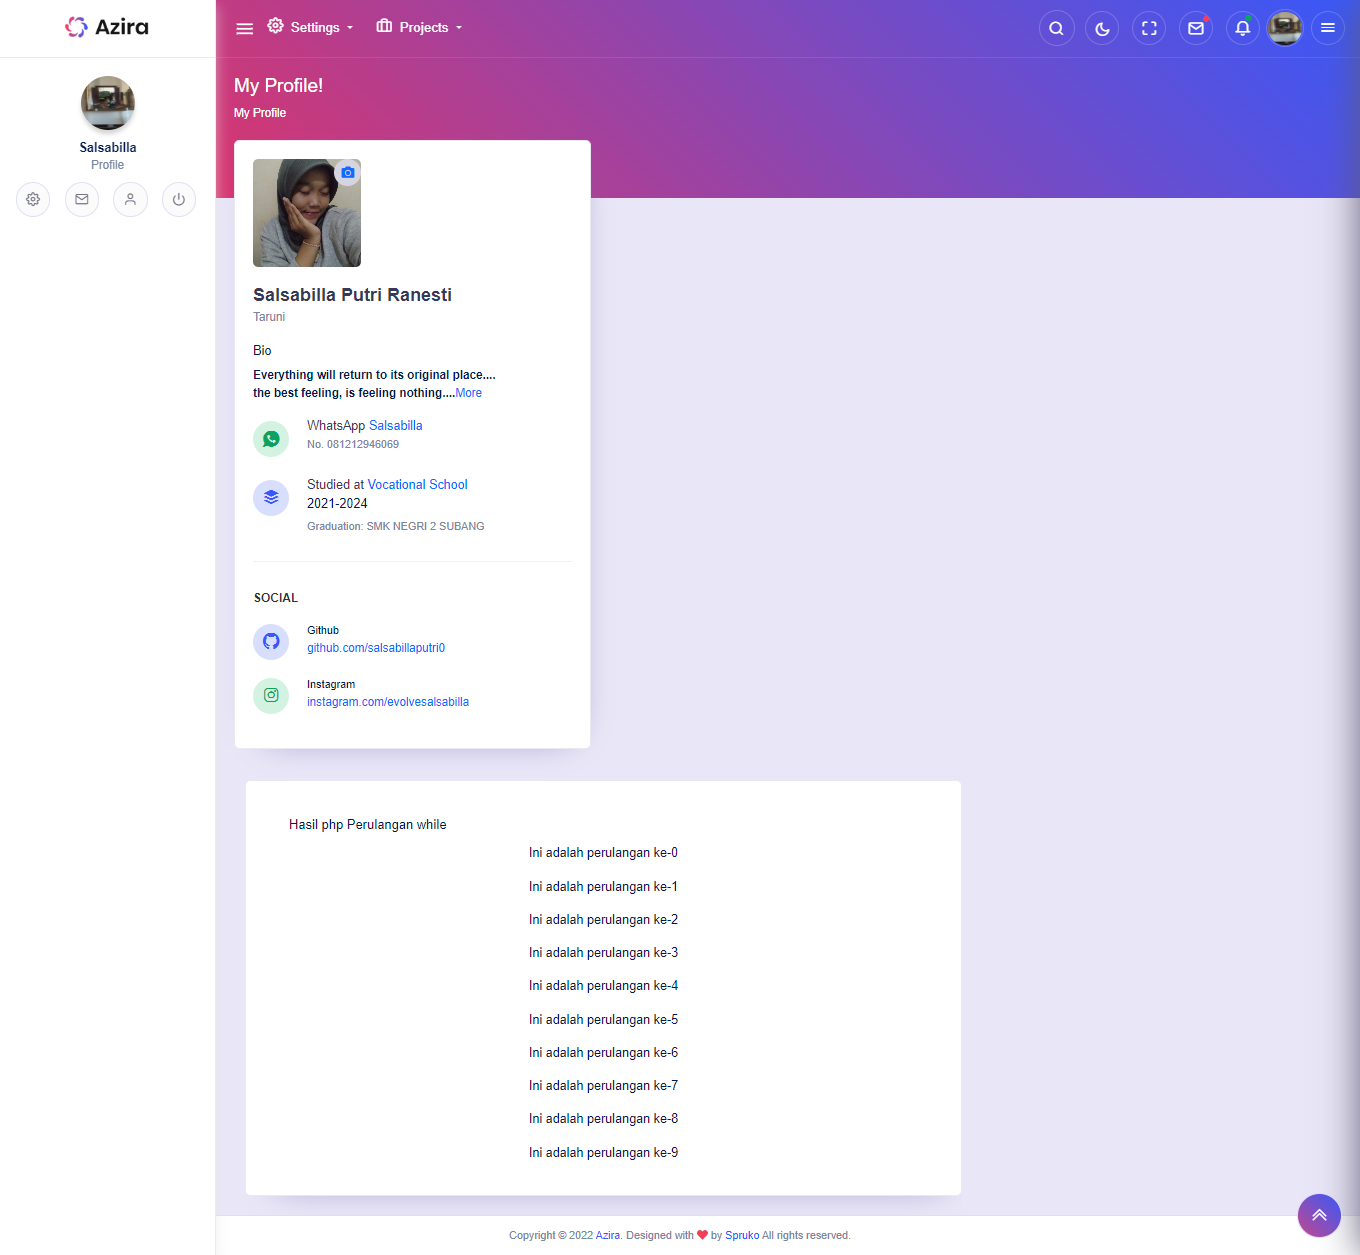 Azira
Settings
Projects
Salsabilla
Profile
My Profile!
My Profile
Salsabilla Putri Ranesti
Taruni
Bio
Everything will return to its original place....
the best feeling, is feeling nothing....More
WhatsApp Salsabilla
No. 081212946069
Studied at Vocational School
2021-2024
Graduation: SMK NEGRI 2 SUBANG
SOCIAL
Github
github.com/salsabillaputri0
Instagram
instagram.com/evolvesalsabilla
Hasil php Perulangan while
Ini adalah perulangan ke-0
Ini adalah perulangan ke-1
Ini adalah perulangan ke-2
Ini adalah perulangan ke-3
Ini adalah perulangan ke-4
Ini adalah perulangan ke-5
Ini adalah perulangan ke-6
Ini adalah perulangan ke-7
Ini adalah perulangan ke-8
Ini adalah perulangan ke-9
Copyright © 2022 Azira. Designed with ❤ by Spruko All rights reserved.